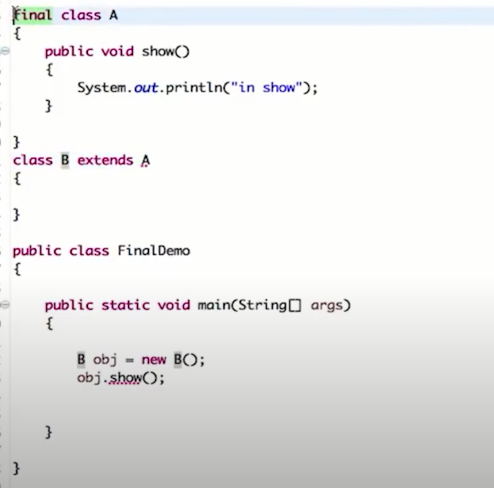 final class A
{
public void show()
{
System.out.println("in show");
}
}
class B extends A
{
}
public class FinalDemo
{
public static void main(String[] args)
{
B obj = new B();
obj.show();
}
}